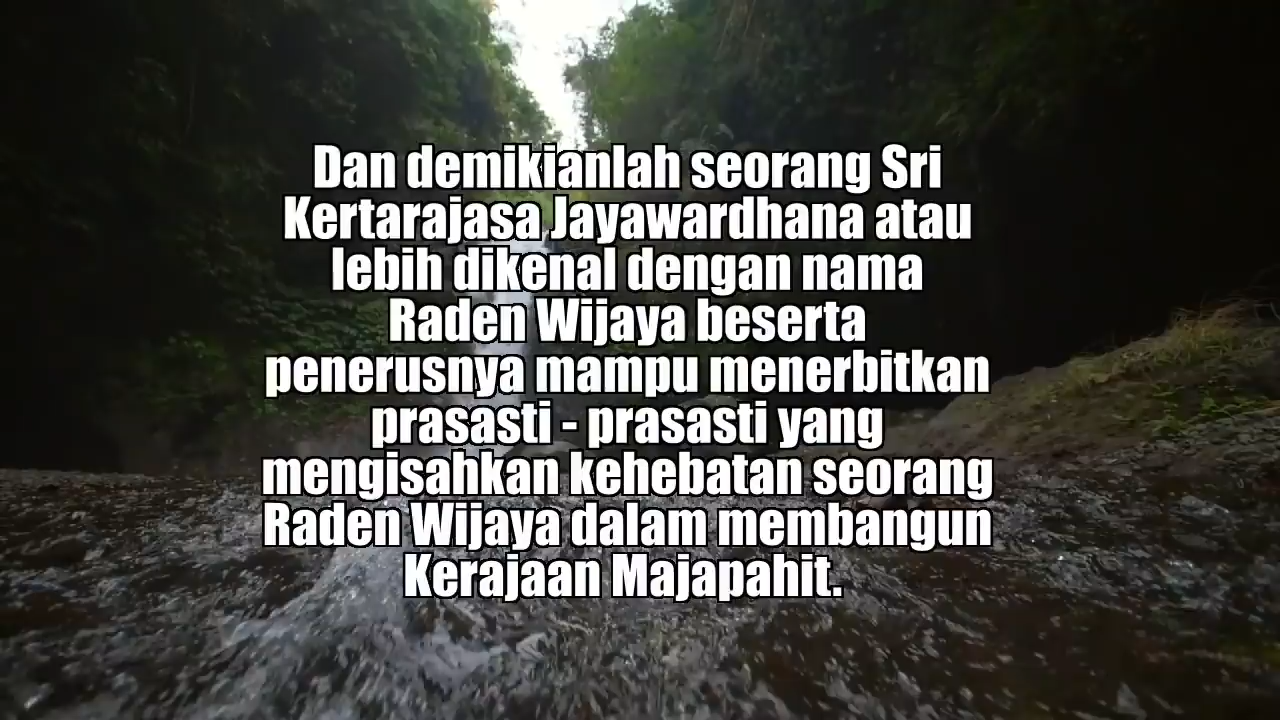 Dan demikianlah seorang Sri
Kertarajasa Jayawardhana atau
lebih dikenal dengan nama
Raden Wijaya beserta
penerusnya mampu menerbitkan
prasasti - prasasti yang
mengisahkan kehebatan seorang
Raden Wijaya dalam membangun
Kerajaan Majapahit.